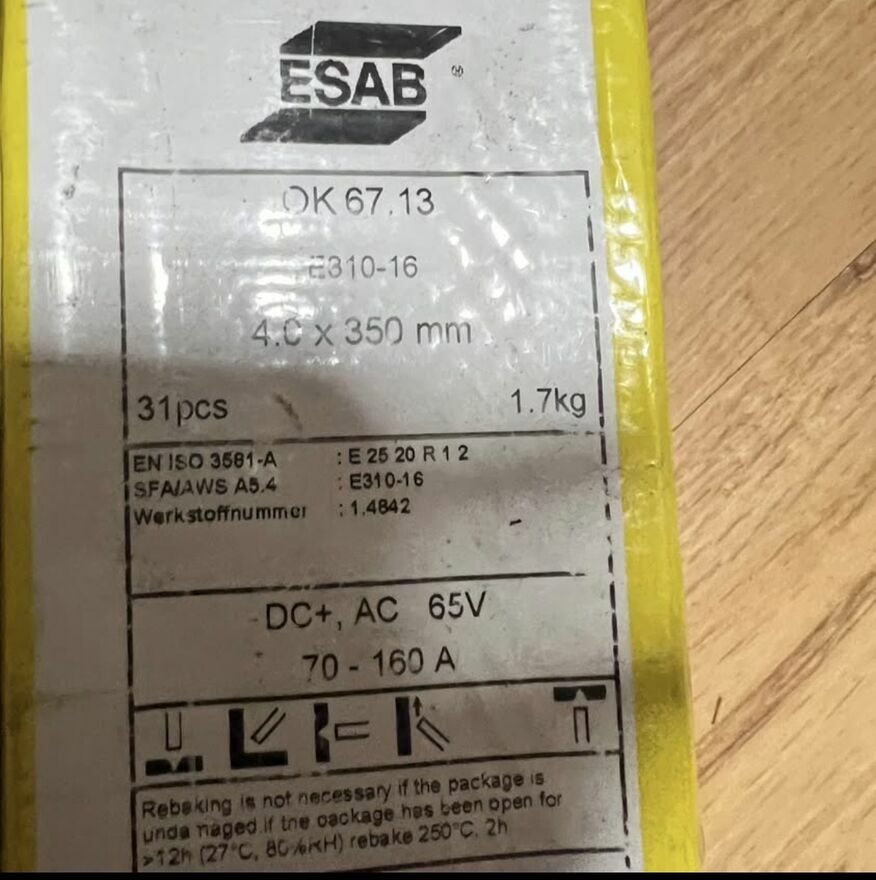 ESAB ®
OK 67.13
E310-16
4.0 x 350 mm
31pcs 1.7kg
EN ISO 3581-A : E 25 20 R 1 2
SFA/AWS A5.4 : E310-16
Werkstoffnummer : 1.4842
DC+, AC 65V
70 - 160 A
Rebaking is not necessary if the package is
undamaged.If the package has been open for
>12h (27°C, 80%RH) rebake 250°C, 2h